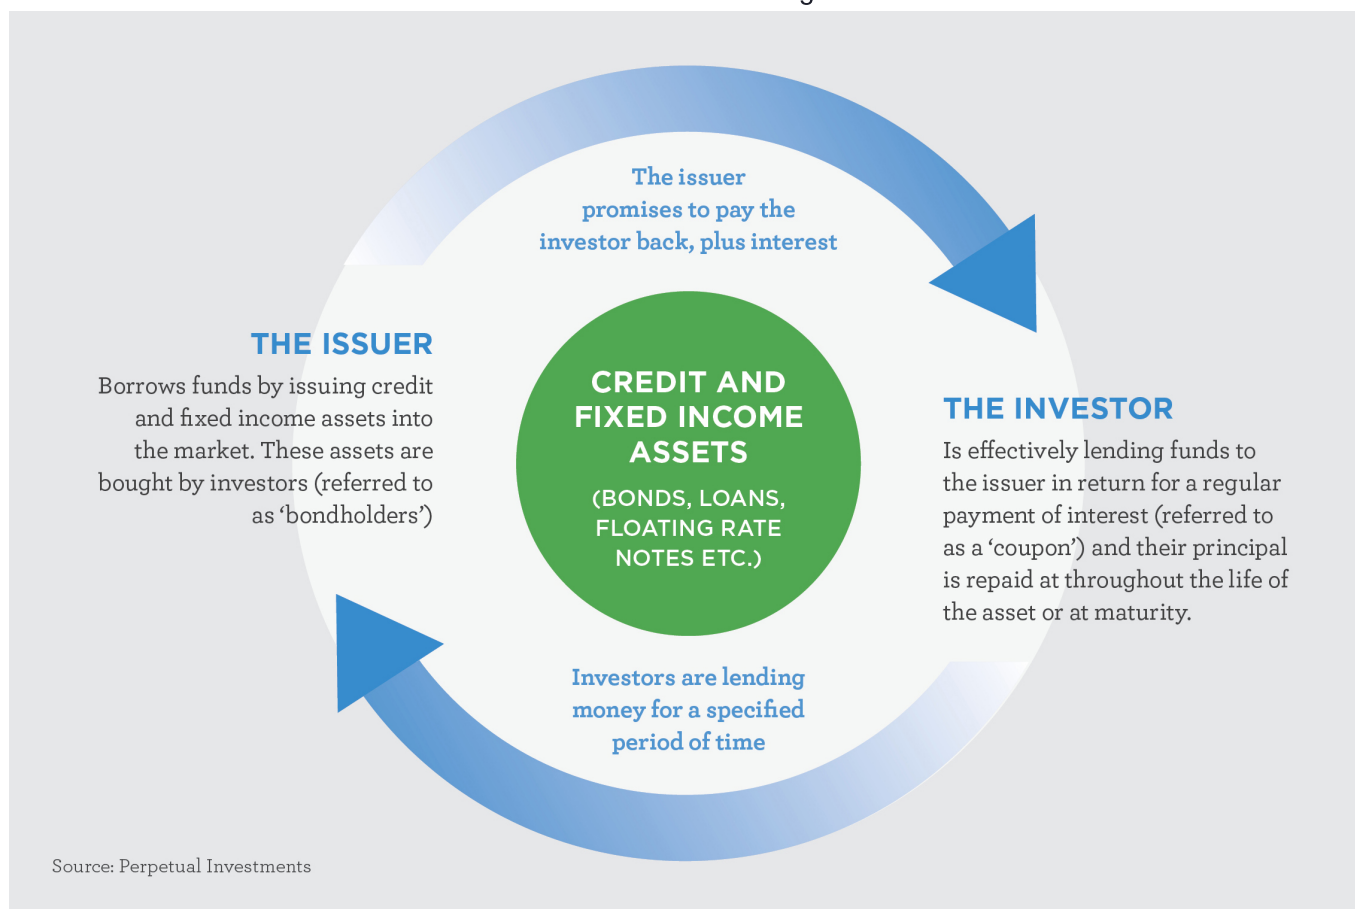 The issuer
promises to pay the
investor back, plus interest
THE ISSUER
Borrows funds by issuing credit
and fixed income assets into
the market. These assets are
bought by investors (referred to
as ‘bondholders’)
CREDIT AND
FIXED INCOME
ASSETS
(BONDS, LOANS,
FLOATING RATE
NOTES ETC.)
THE INVESTOR
Is effectively lending funds to
the issuer in return for a regular
payment of interest (referred to
as a ‘coupon’) and their principal
is repaid at throughout the life of
the asset or at maturity.
Investors are lending
money for a specified
period of time
Source: Perpetual Investments